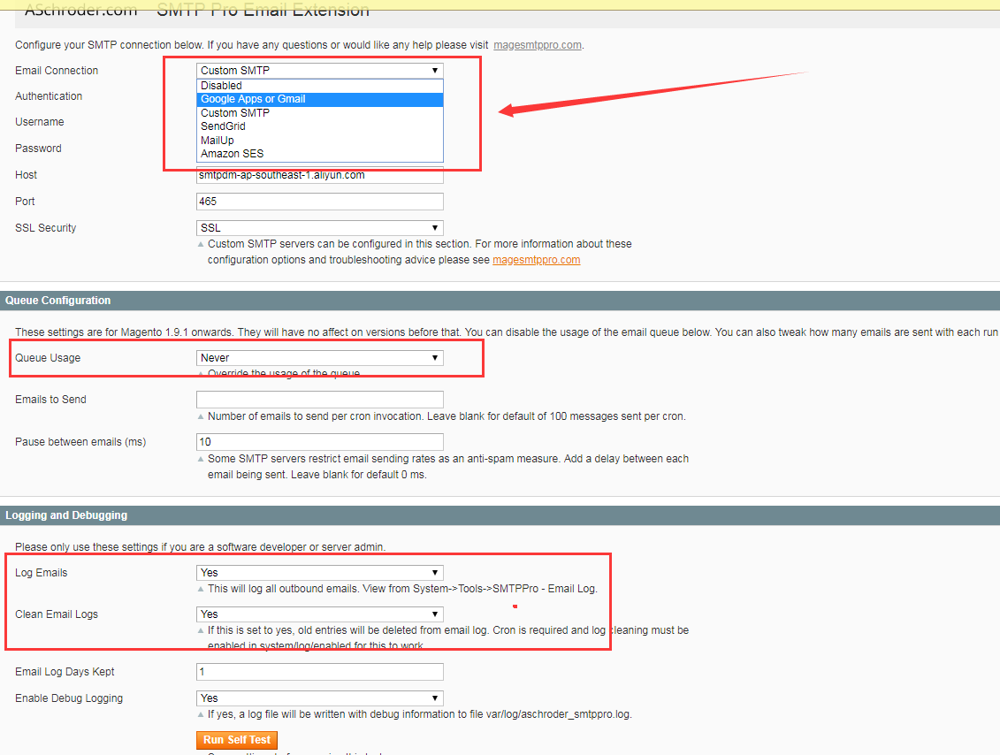 ASchroder.com SMTP Pro Email Extension
Configure your SMTP connection below. If you have any questions or would like any help please visit magesmtppro.com.
Email Connection Custom SMTP
Disabled
Authentication
Google Apps or Gmail
Custom SMTP
Username
SendGrid
MailUp
Password
Amazon SES
Host smtpdm-ap-southeast-1.aliyun.com
Port 465
SSL Security SSL
Custom SMTP servers can be configured in this section. For more information about these
configuration options and troubleshooting advice please see magesmtppro.com
Queue Configuration
These settings are for Magento 1.9.1 onwards. They will have no affect on versions before that. You can disable the usage of the email queue below. You can also tweak how many emails are sent with each run
Queue Usage Never
Override the usage of the queue
Emails to Send
Number of emails to send per cron invocation. Leave blank for default of 100 messages sent per cron.
Pause between emails (ms) 10
Some SMTP servers restrict email sending rates as an anti-spam measure. Add a delay between each
email being sent. Leave blank for default 0 ms.
Logging and Debugging
Please only use these settings if you are a software developer or server admin.
Log Emails Yes
This will log all outbound emails. View from System->Tools->SMTPPro - Email Log.
Clean Email Logs Yes
If this is set to yes, old entries will be deleted from email log. Cron is required and log cleaning must be
enabled in system/log/enabled for this to work
Email Log Days Kept 1
Enable Debug Logging Yes
If yes, a log file will be written with debug information to file var/log/aschroder_smtppro.log.
Run Self Test